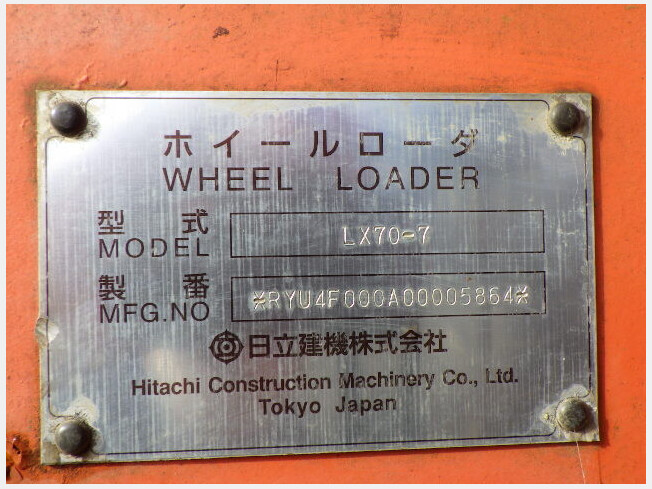 ホイールローダ
WHEEL LOADER
型式 LX70-7
MODEL
製番 *RYU4F000A00005864*
MFG.NO
日立建機株式会社
Hitachi Construction Machinery Co., Ltd.
Tokyo Japan